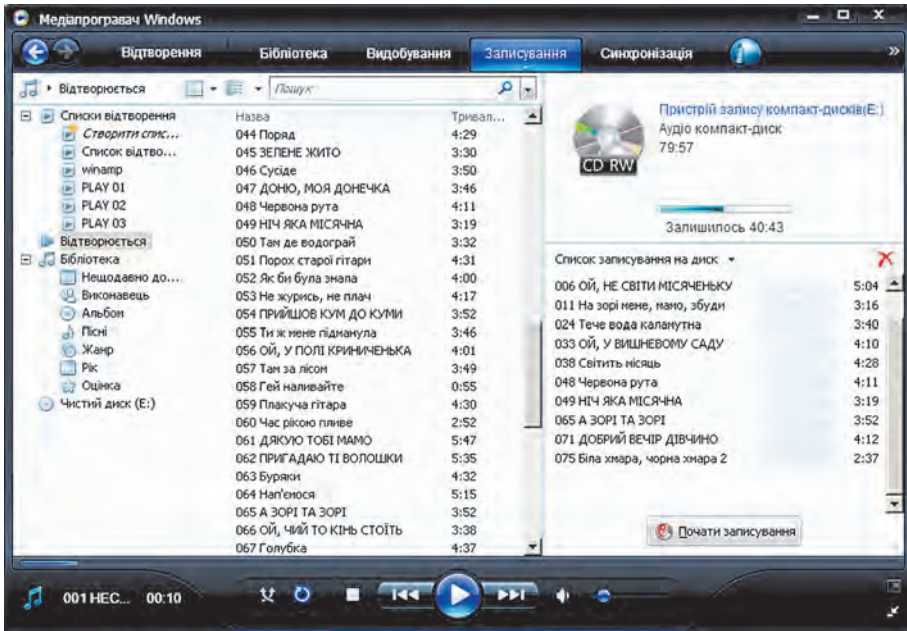 Медіапрогравач Windows
Відтворення Бібліотека Видобування Записування Синхронізація »
Відтворюється Пошук
Списки відтворення
Створити спис...
Список відтво...
winamp
PLAY 01
PLAY 02
PLAY 03
Відтворюється
Бібліотека
Нещодавно до...
Виконавець
Альбом
Пісні
Жанр
Рік
Оцінка
Чистий диск (E:)
Назва Тривал...
044 Поряд 4:29
045 ЗЕЛЕНЕ ЖИТО 3:30
046 Сусіде 3:50
047 ДОНЮ, МОЯ ДОНЕЧКА 3:46
048 Червона рута 4:11
049 НІЧ ЯКА МІСЯЧНА 3:19
050 Там де водограй 3:32
051 Порох старої гітари 4:31
052 Як би була знала 4:00
053 Не журись, не плач 4:17
054 ПРИЙШОВ КУМ ДО КУМИ 3:52
055 Ти ж мене підманула 3:46
056 ОЙ, У ПОЛІ КРИНИЧЕНЬКА 4:01
057 Там за лісом 3:49
058 Гей наливайте 0:55
059 Плакуча гітара 4:30
060 Час рікою пливе 2:52
061 ДЯКУЮ ТОБІ МАМО 5:47
062 ПРИГАДАЮ ТІ ВОЛОШКИ 5:35
063 Буряки 4:32
064 Нап'ємося 5:15
065 А ЗОРІ ТА ЗОРІ 3:52
066 ОЙ, ЧИЙ ТО КІНЬ СТОЇТЬ 3:38
067 Голубка 4:37
CD RW
Пристрій запису компакт-дисків(E:)
Аудіо компакт-диск
79:57
Залишилось 40:43
Список записування на диск
006 ОЙ, НЕ СВІТИ МІСЯЧЕНЬКУ 5:04
011 На зорі мене, мамо, збуди 3:16
024 Тече вода каламутна 3:40
033 ОЙ, У ВИШНЕВОМУ САДУ 4:10
038 Світить місяць 4:28
048 Червона рута 4:11
049 НІЧ ЯКА МІСЯЧНА 3:19
065 А ЗОРІ ТА ЗОРІ 3:52
071 ДОБРИЙ ВЕЧІР ДІВЧИНО 4:12
075 Біла хмара, чорна хмара 2 2:37
Почати записування
001 НЕС... 00:10